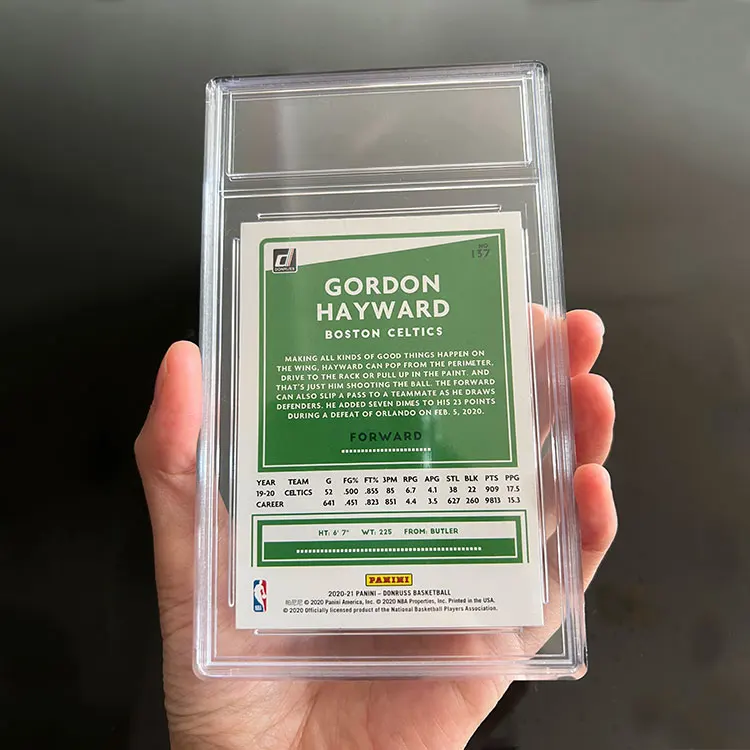 DONRUSS
NO.
137
GORDON
HAYWARD
BOSTON CELTICS
MAKING ALL KINDS OF GOOD THINGS HAPPEN ON
THE WING, HAYWARD CAN POP FROM THE PERIMETER,
DRIVE TO THE RACK OR PULL UP IN THE PAINT. AND
THAT'S JUST HIM SHOOTING THE BALL. THE FORWARD
CAN ALSO SLIP A PASS TO A TEAMMATE AS HE DRAWS
DEFENDERS. HE ADDED SEVEN DIMES TO HIS 23 POINTS
DURING A DEFEAT OF ORLANDO ON FEB. 5, 2020.
FORWARD
YEAR TEAM G FG% FT% 3PM RPG APG STL BLK PTS PPG
19-20 CELTICS 52 .500 .855 85 6.7 4.1 38 22 909 17.5
CAREER 641 .451 .823 851 4.4 3.5 627 260 9813 15.3
HT: 6' 7" WT: 225 FROM: BUTLER
PANINI
2020-21 PANINI – DONRUSS BASKETBALL
帕尼尼 © 2020 Panini America, Inc. © 2020 NBA Properties, Inc. Printed in the USA.
© 2020 Officially licensed product of the National Basketball Players Association.